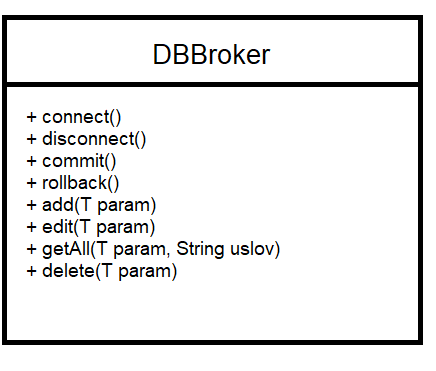 DBBroker
+ connect()
+ disconnect()
+ commit()
+ rollback()
+ add(T param)
+ edit(T param)
+ getAll(T param, String uslov)
+ delete(T param)